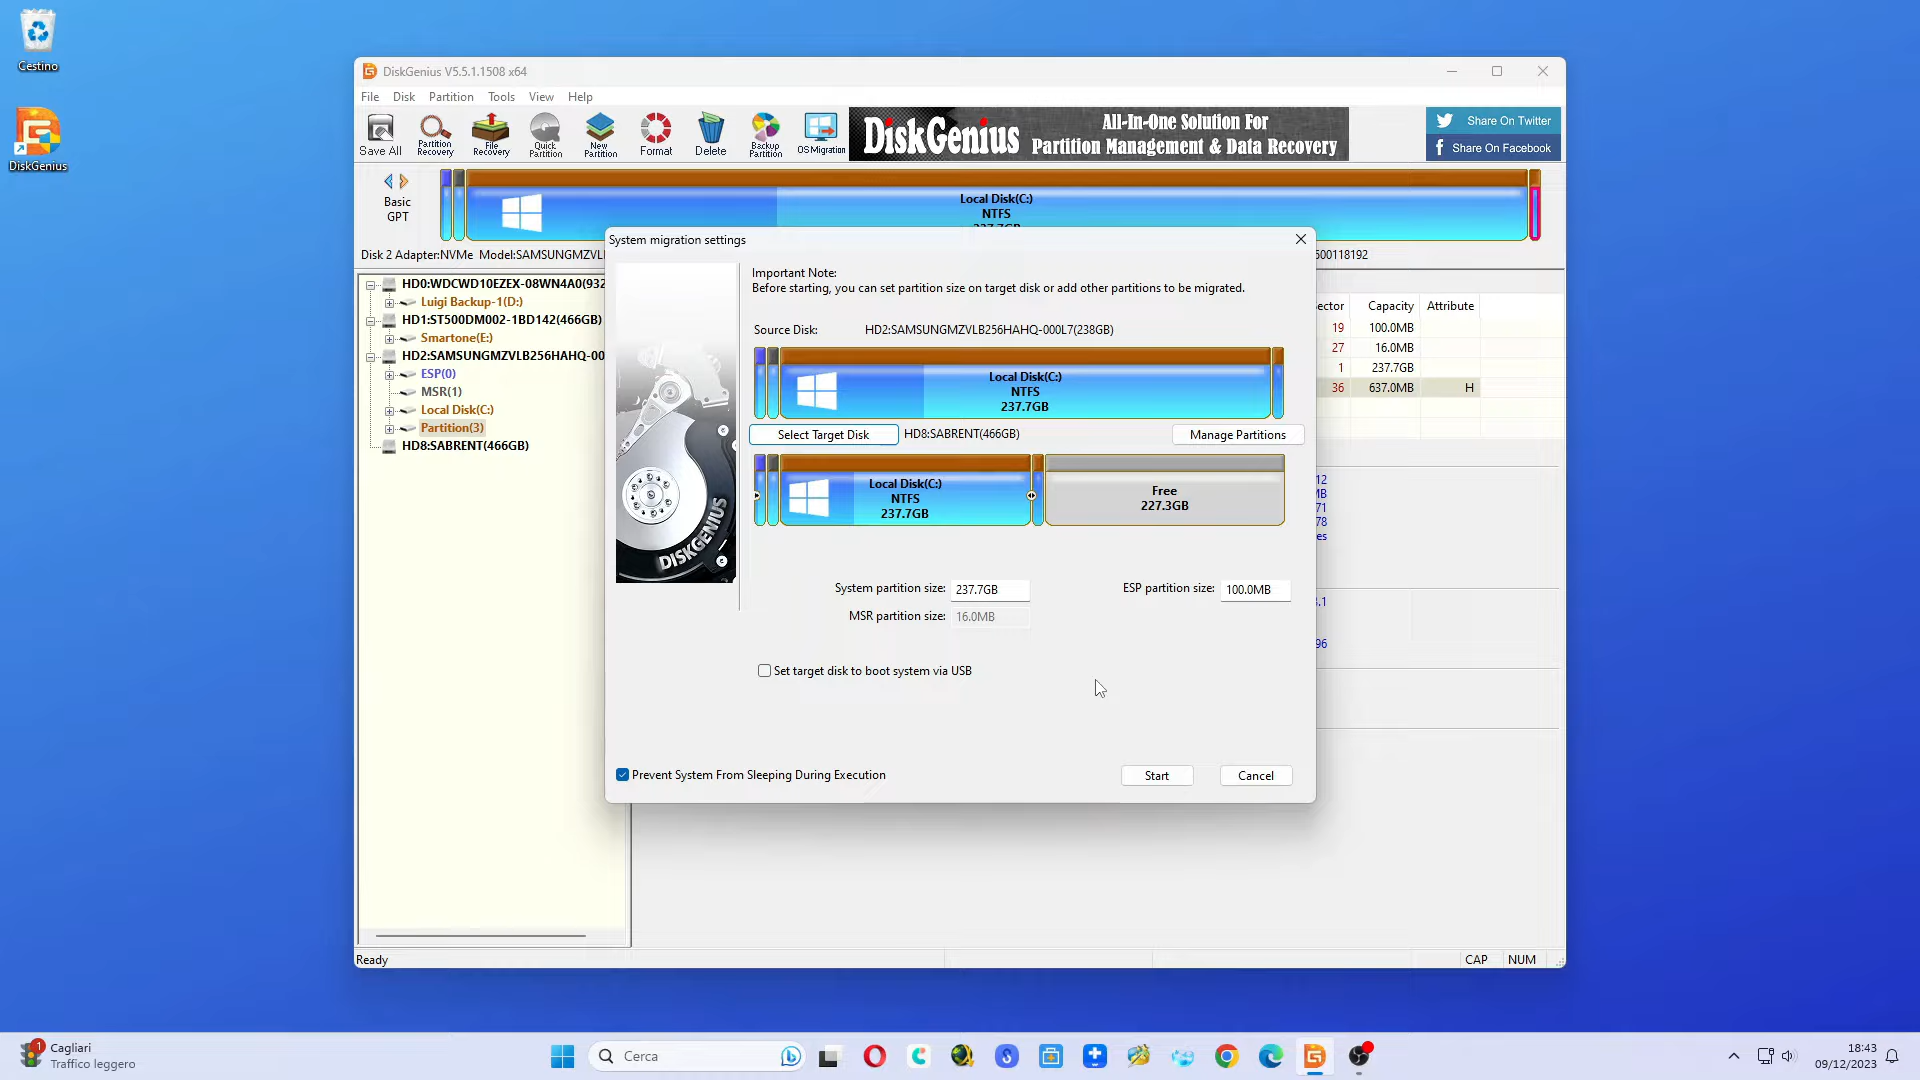 Cestino
DiskGenius
DiskGenius V5.5.1.1508 x64
File Disk Partition Tools View Help
Save All
Partition Recovery
File Recovery
Quick Partition
New Partition
Format
Delete
Backup Partition
OS Migration
DiskGenius
All-In-One Solution For
Partition Management & Data Recovery
Share On Twitter
Share On Facebook
Basic
GPT
Local Disk(C:)
NTFS
Disk 2 Adapter:NVMe Model:SAMSUNGMZVL
500118192
HD0:WDCWD10EZEX-08WN4A0(932
Luigi Backup-1(D:)
HD1:ST500DM002-1BD142(466GB)
Smartone(E:)
HD2:SAMSUNGMZVLB256HAHQ-00
ESP(0)
MSR(1)
Local Disk(C:)
Partition(3)
HD8:SABRENT(466GB)
System migration settings
Important Note:
Before starting, you can set partition size on target disk or add other partitions to be migrated.
Source Disk: HD2:SAMSUNGMZVLB256HAHQ-000L7(238GB)
Local Disk(C:)
NTFS
237.7GB
Select Target Disk HD8:SABRENT(466GB) Manage Partitions
Local Disk(C:)
NTFS
237.7GB
Free
227.3GB
DISKGENIUS
System partition size: 237.7GB ESP partition size: 100.0MB
MSR partition size: 16.0MB
Set target disk to boot system via USB
Prevent System From Sleeping During Execution Start Cancel
ector Capacity Attribute
19 100.0MB
27 16.0MB
1 237.7GB
36 637.0MB H
12
MB
71
78
es
.1
96
Ready CAP NUM
1
Cagliari
Traffico leggero
Cerca
18:43
09/12/2023